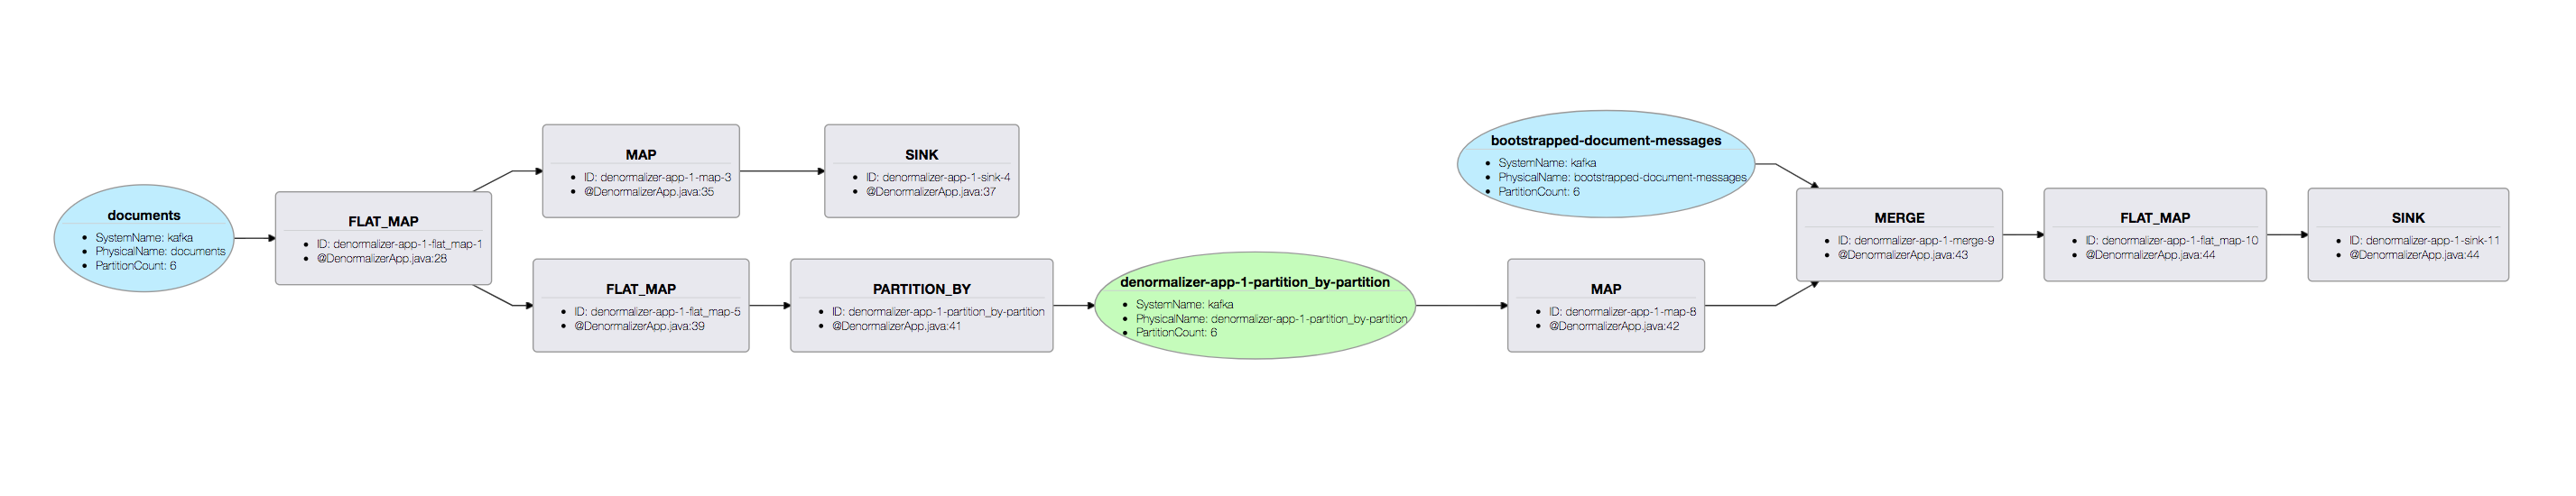 documents
SystemName: kafka
PhysicalName: documents
PartitionCount: 6
FLAT_MAP
ID: denormalizer-app-1-flat_map-1
@DenormalizerApp.java:28
MAP
ID: denormalizer-app-1-map-3
@DenormalizerApp.java:35
SINK
ID: denormalizer-app-1-sink-4
@DenormalizerApp.java:37
FLAT_MAP
ID: denormalizer-app-1-flat_map-5
@DenormalizerApp.java:39
PARTITION_BY
ID: denormalizer-app-1-partition_by-partition
@DenormalizerApp.java:41
denormalizer-app-1-partition_by-partition
SystemName: kafka
PhysicalName: denormalizer-app-1-partition_by-partition
PartitionCount: 6
bootstrapped-document-messages
SystemName: kafka
PhysicalName: bootstrapped-document-messages
PartitionCount: 6
MAP
ID: denormalizer-app-1-map-8
@DenormalizerApp.java:42
MERGE
ID: denormalizer-app-1-merge-9
@DenormalizerApp.java:43
FLAT_MAP
ID: denormalizer-app-1-flat_map-10
@DenormalizerApp.java:44
SINK
ID: denormalizer-app-1-sink-11
@DenormalizerApp.java:44